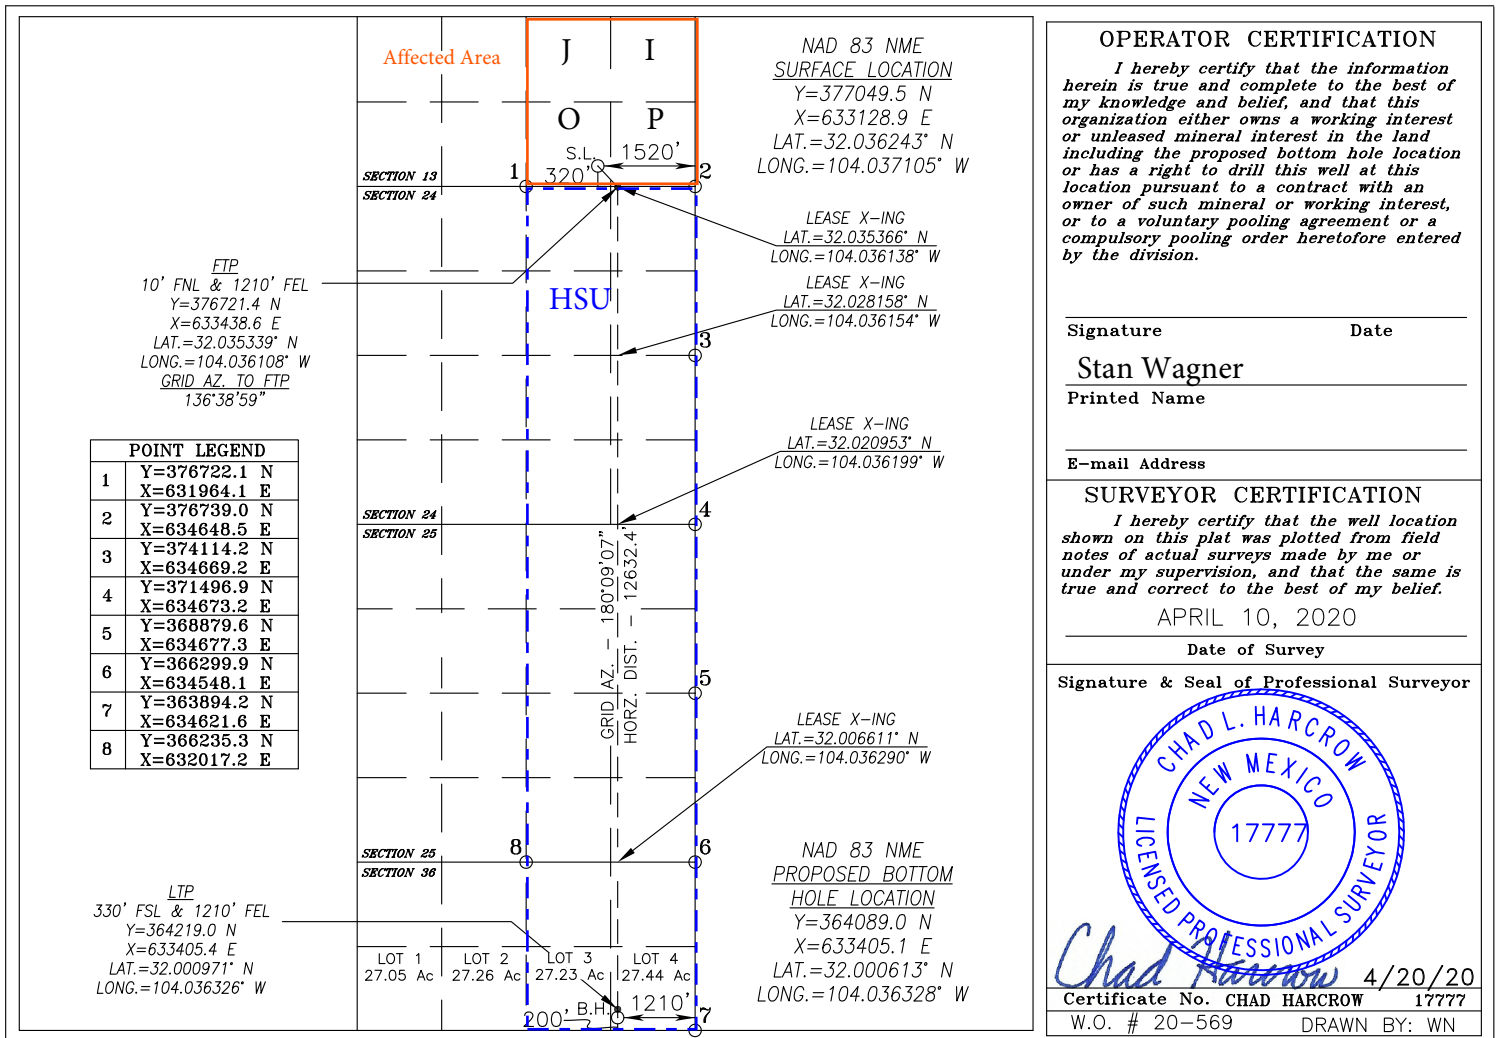 Affected Area
J
I
O
P
S.L.
1520'
320'
1
2
SECTION 13
SECTION 24
NAD 83 NME
SURFACE LOCATION
Y=377049.5 N
X=633128.9 E
LAT.=32.036243° N
LONG.=104.037105° W
LEASE X-ING
LAT.=32.035366° N
LONG.=104.036138° W
LEASE X-ING
LAT.=32.028158° N
LONG.=104.036154° W
FTP
10' FNL & 1210' FEL
Y=376721.4 N
X=633438.6 E
LAT.=32.035339° N
LONG.=104.036108° W
GRID AZ. TO FTP
136°38'59"
HSU
3
POINT LEGEND
1 Y=376722.1 N
X=631964.1 E
2 Y=376739.0 N
X=634648.5 E
3 Y=374114.2 N
X=634669.2 E
4 Y=371496.9 N
X=634673.2 E
5 Y=368879.6 N
X=634677.3 E
6 Y=366299.9 N
X=634548.1 E
7 Y=363894.2 N
X=634621.6 E
8 Y=366235.3 N
X=632017.2 E
LEASE X-ING
LAT.=32.020953° N
LONG.=104.036199° W
SECTION 24
SECTION 25
4
GRID AZ. - 180°09'07"
HORZ. DIST. - 12632.4'
5
LEASE X-ING
LAT.=32.006611° N
LONG.=104.036290° W
SECTION 25
SECTION 36
8
6
NAD 83 NME
PROPOSED BOTTOM
HOLE LOCATION
Y=364089.0 N
X=633405.1 E
LAT.=32.000613° N
LONG.=104.036328° W
LTP
330' FSL & 1210' FEL
Y=364219.0 N
X=633405.4 E
LAT.=32.000971° N
LONG.=104.036326° W
LOT 1
27.05 Ac
LOT 2
27.26 Ac
LOT 3
27.23 Ac
LOT 4
27.44 Ac
200'
B.H.
1210'
7
OPERATOR CERTIFICATION
I hereby certify that the information
herein is true and complete to the best of
my knowledge and belief, and that this
organization either owns a working interest
or unleased mineral interest in the land
including the proposed bottom hole location
or has a right to drill this well at this
location pursuant to a contract with an
owner of such mineral or working interest,
or to a voluntary pooling agreement or a
compulsory pooling order heretofore entered
by the division.
Signature Date
Stan Wagner
Printed Name
E-mail Address
SURVEYOR CERTIFICATION
I hereby certify that the well location
shown on this plat was plotted from field
notes of actual surveys made by me or
under my supervision, and that the same is
true and correct to the best of my belief.
APRIL 10, 2020
Date of Survey
Signature & Seal of Professional Surveyor
CHAD L. HARCROW
NEW MEXICO
17777
LICENSED PROFESSIONAL SURVEYOR
Chad Harcrow 4/20/20
Certificate No. CHAD HARCROW 17777
W.O. # 20-569 DRAWN BY: WN